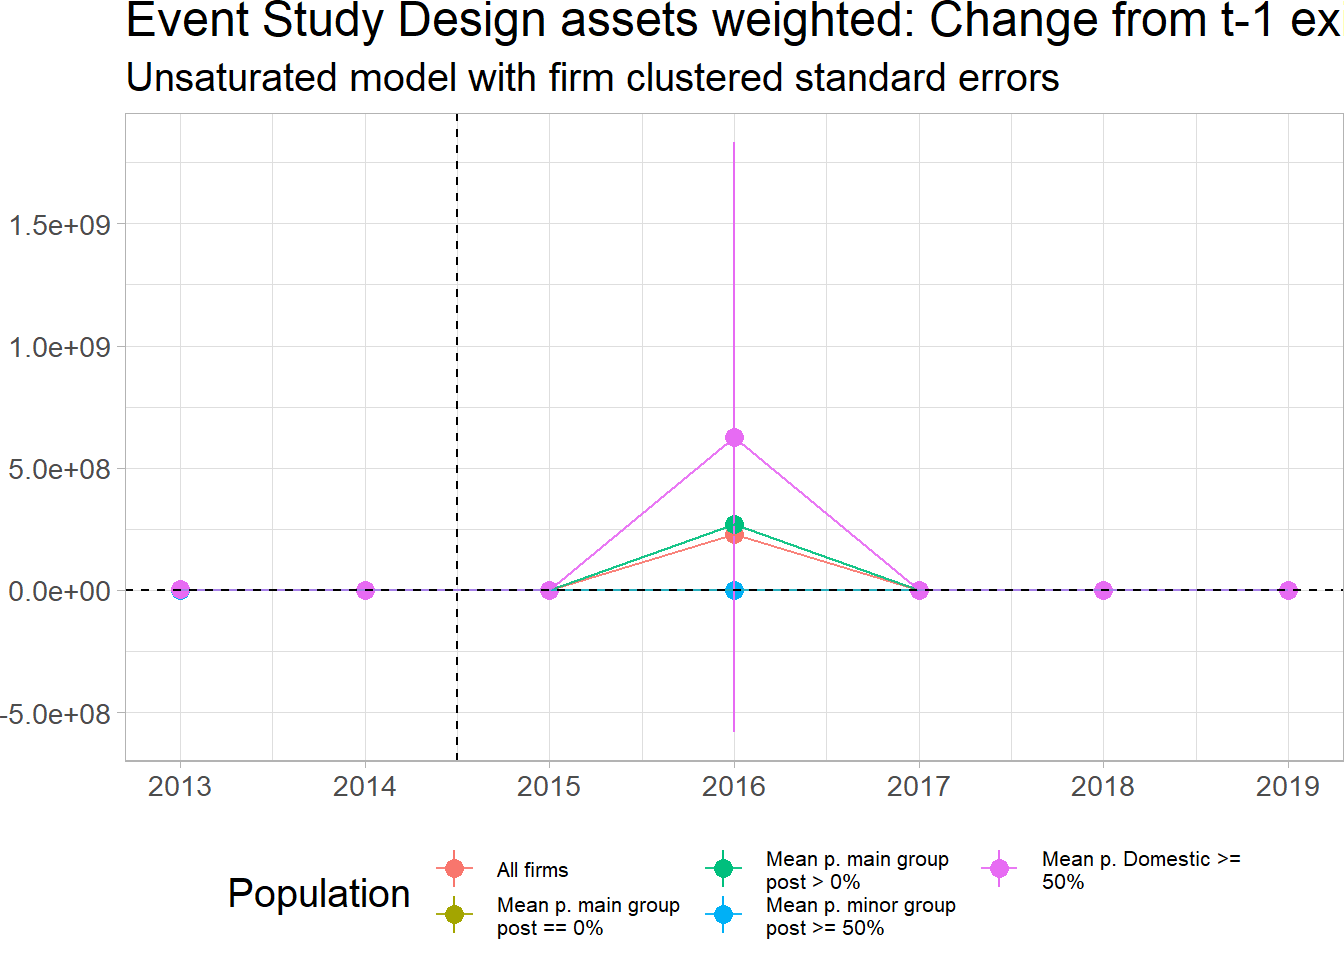 Event Study Design assets weighted: Change from t-1 ex
Unsaturated model with firm clustered standard errors
1.5e+09
1.0e+09
5.0e+08
0.0e+00
-5.0e+08
2013 2014 2015 2016 2017 2018 2019
Population
All firms
Mean p. main group
post == 0%
Mean p. main group
post > 0%
Mean p. minor group
post >= 50%
Mean p. Domestic >=
50%